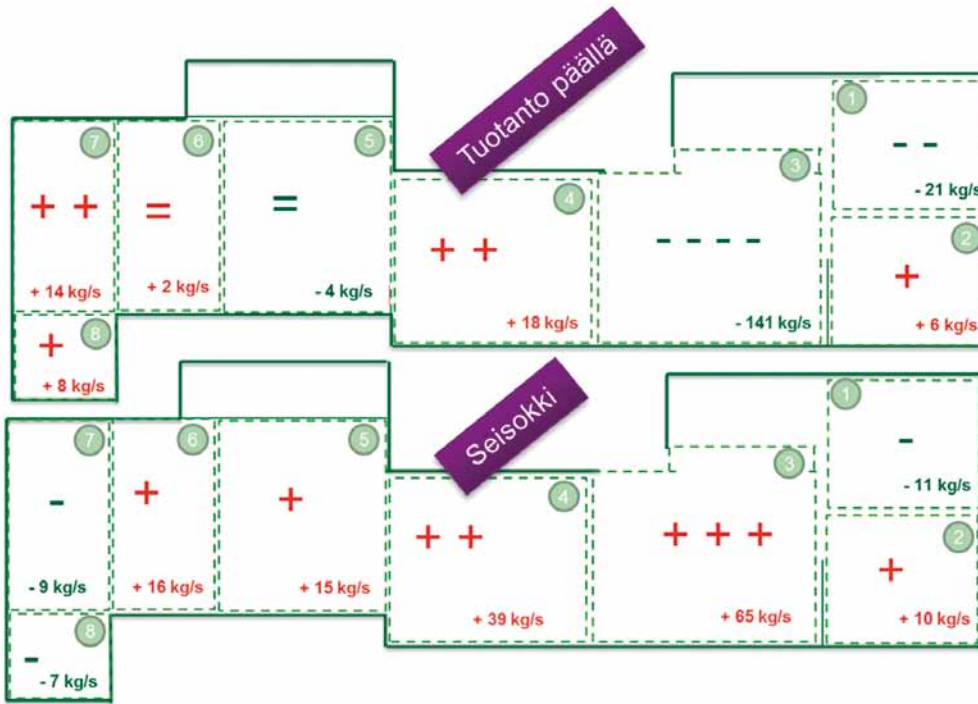 Tuotanto päällä
1
- -
- 21 kg/s
2
+
+ 6 kg/s
3
- - - -
- 141 kg/s
4
+ +
+ 18 kg/s
5
=
- 4 kg/s
6
=
+ 2 kg/s
7
+ +
+ 14 kg/s
8
+
+ 8 kg/s
Seisokki
1
-
- 11 kg/s
2
+
+ 10 kg/s
3
+ + +
+ 65 kg/s
4
+ +
+ 39 kg/s
5
+
+ 15 kg/s
6
+
+ 16 kg/s
7
-
- 9 kg/s
8
-
- 7 kg/s